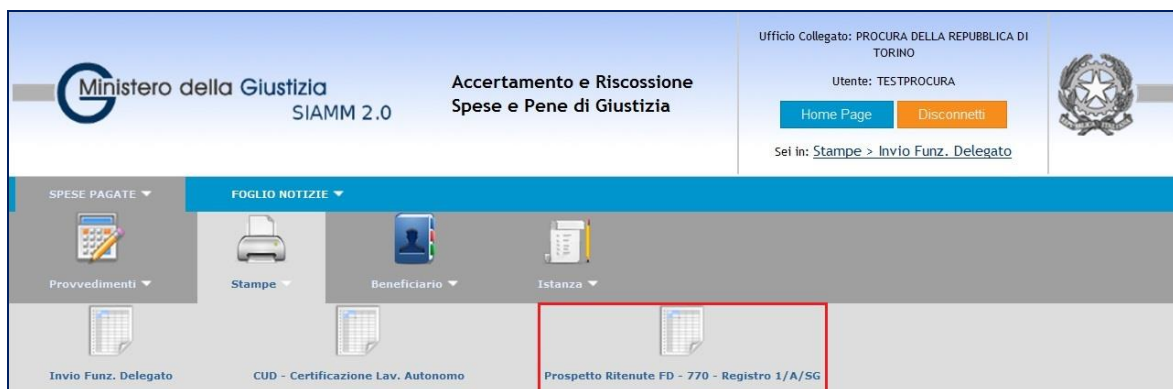 Ufficio Collegato: PROCURA DELLA REPUBBLICA DI
TORINO
Utente: TESTPROCURA
Home Page
Disconnetti
Sei in: Stampe > Invio Funz. Delegato
Ministero della Giustizia
SIAMM 2.0
Accertamento e Riscossione
Spese e Pene di Giustizia
SPESE PAGATE
FOGLIO NOTIZIE
Provvedimenti
Stampe
Beneficiario
Istanza
Invio Funz. Delegato
CUD - Certificazione Lav. Autonomo
Prospetto Ritenute FD - 770 - Registro 1/A/SG